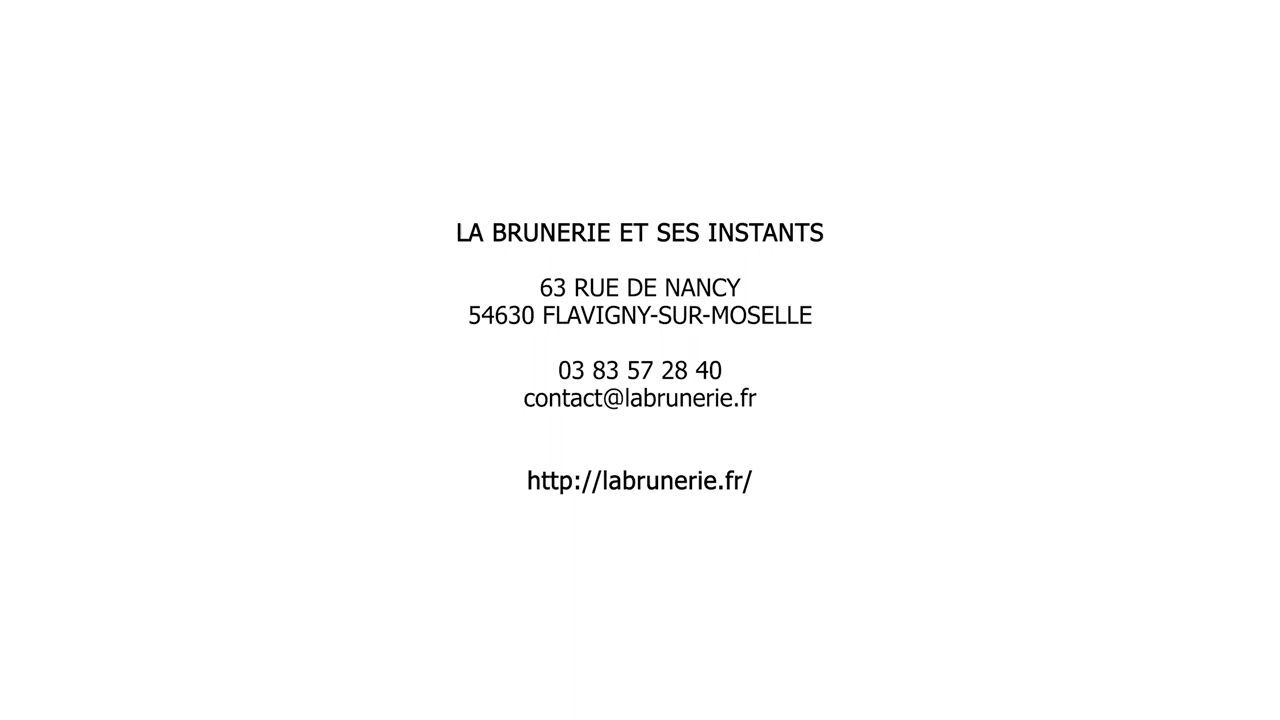 LA BRUNERIE ET SES INSTANTS
63 RUE DE NANCY
54630 FLAVIGNY-SUR-MOSELLE
03 83 57 28 40
contact@labrunerie.fr
http://labrunerie.fr/